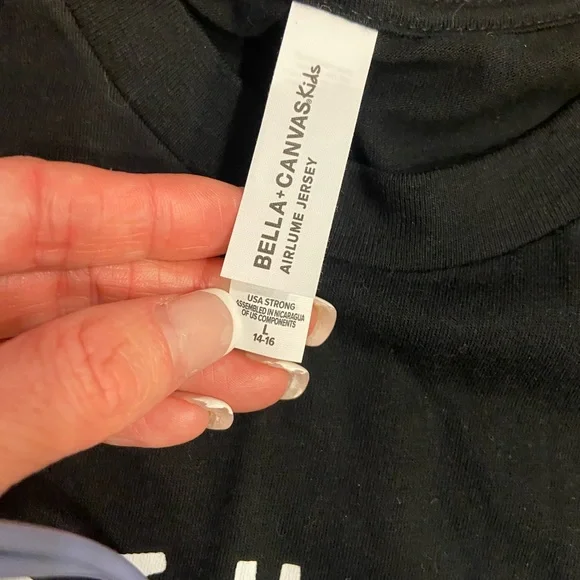 BELLA+CANVAS.Kids
AIRLUME JERSEY
USA STRONG
ASSEMBLED IN NICARAGUA
OF US COMPONENTS
L
14-16